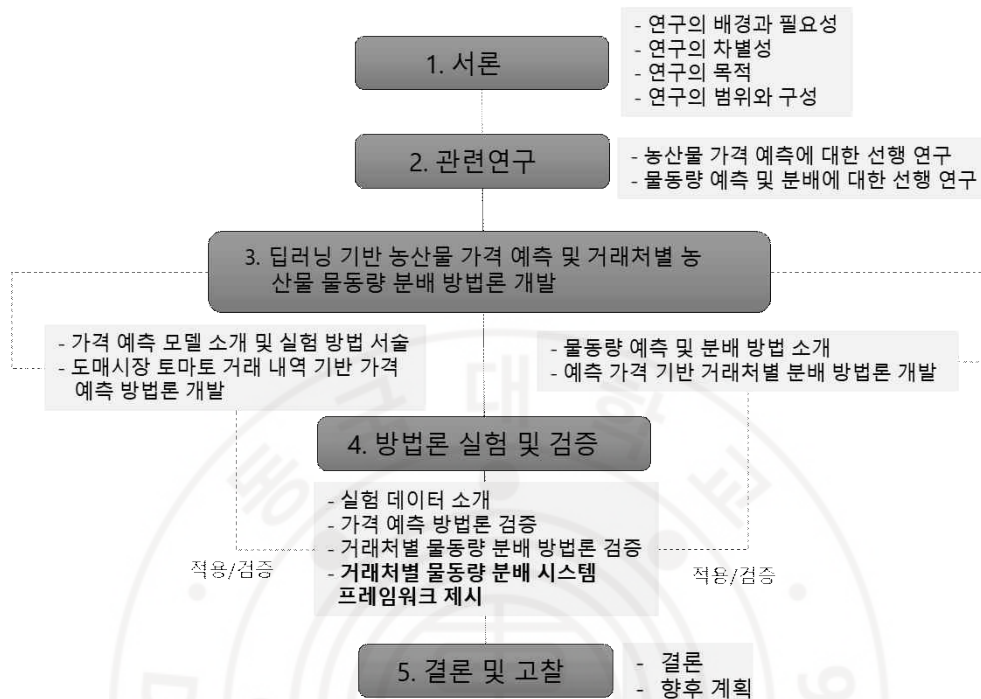 1. 서론
- 연구의 배경과 필요성
- 연구의 차별성
- 연구의 목적
- 연구의 범위와 구성
2. 관련연구
- 농산물 가격 예측에 대한 선행 연구
- 물동량 예측 및 분배에 대한 선행 연구
3. 딥러닝 기반 농산물 가격 예측 및 거래처별 농
산물 물동량 분배 방법론 개발
- 가격 예측 모델 소개 및 실험 방법 서술
- 도매시장 토마토 거래 내역 기반 가격
예측 방법론 개발
- 물동량 예측 및 분배 방법 소개
- 예측 가격 기반 거래처별 분배 방법론 개발
4. 방법론 실험 및 검증
- 실험 데이터 소개
- 가격 예측 방법론 검증
- 거래처별 물동량 분배 방법론 검증
- 거래처별 물동량 분배 시스템
프레임워크 제시
적용/검증
적용/검증
5. 결론 및 고찰
- 결론
- 향후 계획
동국대학교